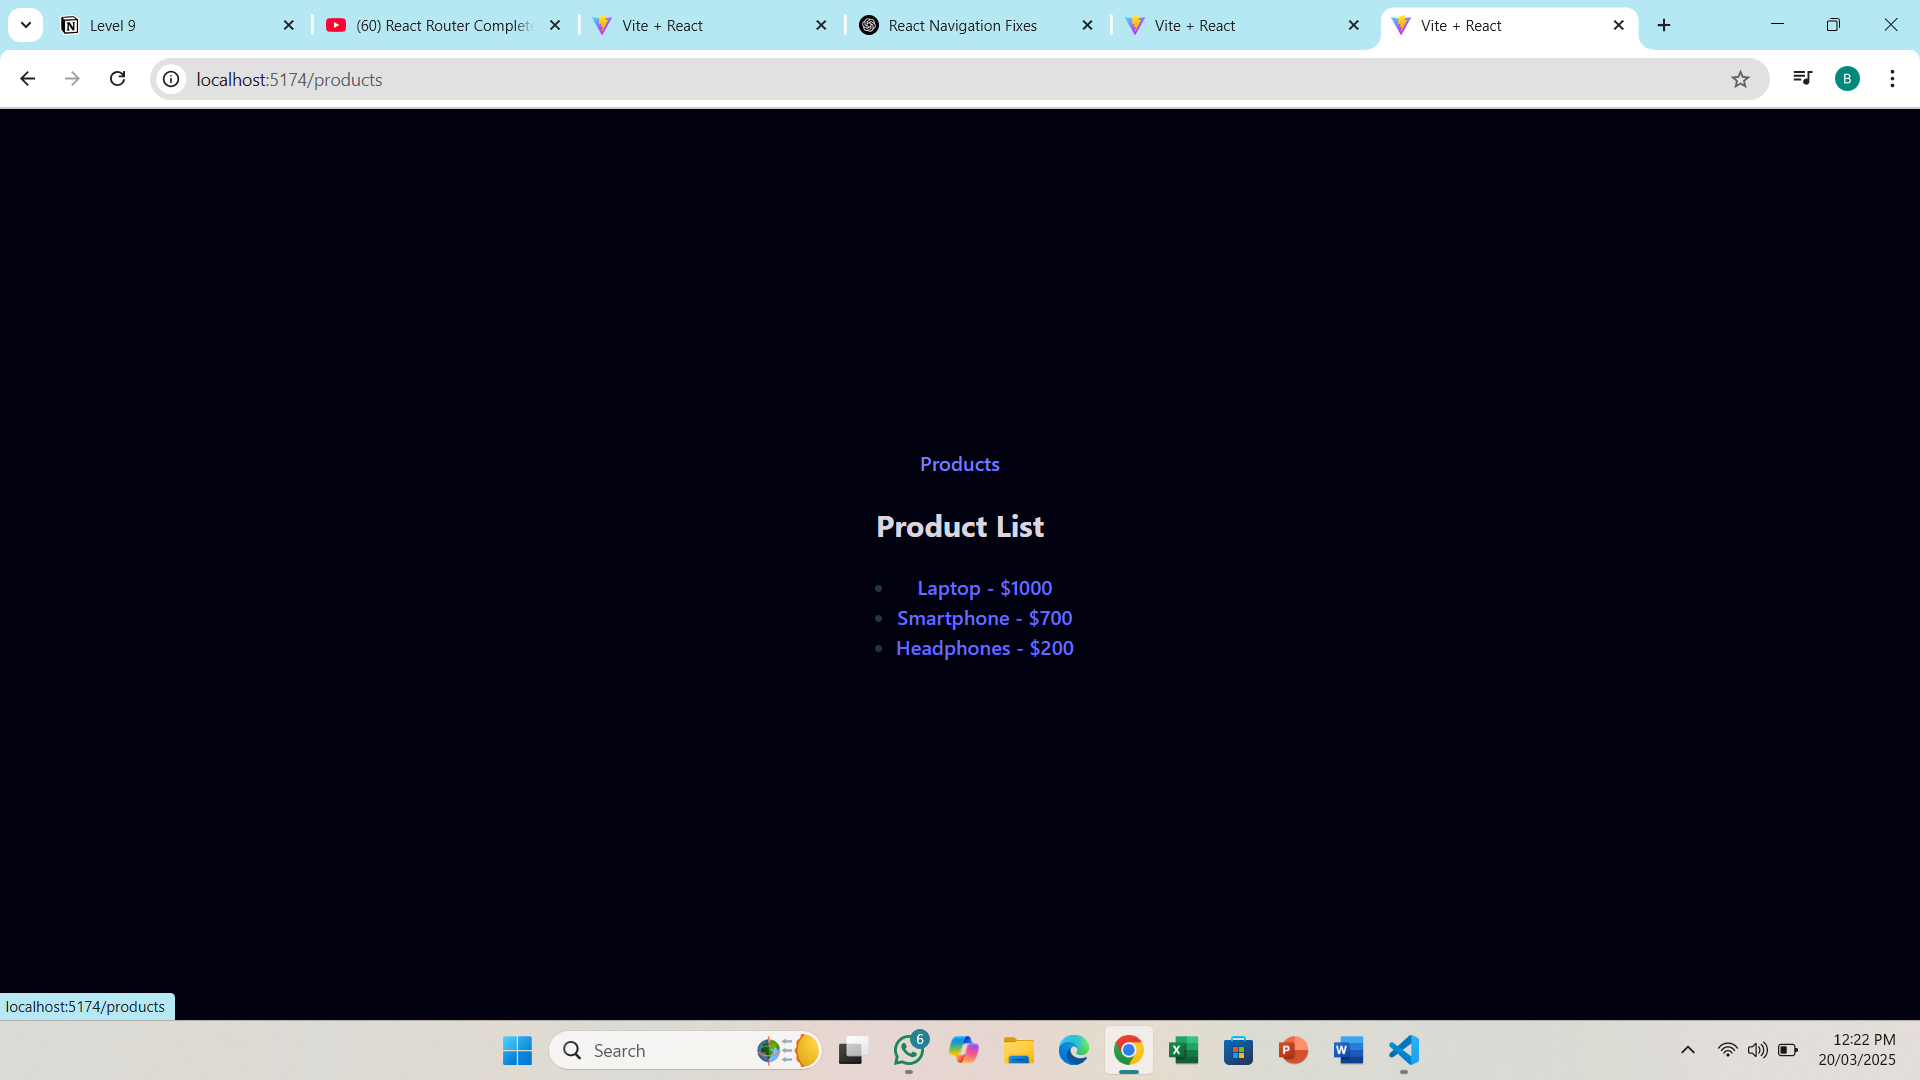 Level 9
(60) React Router Complete
Vite + React
React Navigation Fixes
Vite + React
Vite + React
localhost:5174/products
B
Products
Product List
Laptop - $1000
Smartphone - $700
Headphones - $200
localhost:5174/products
Search
6
12:22 PM
20/03/2025